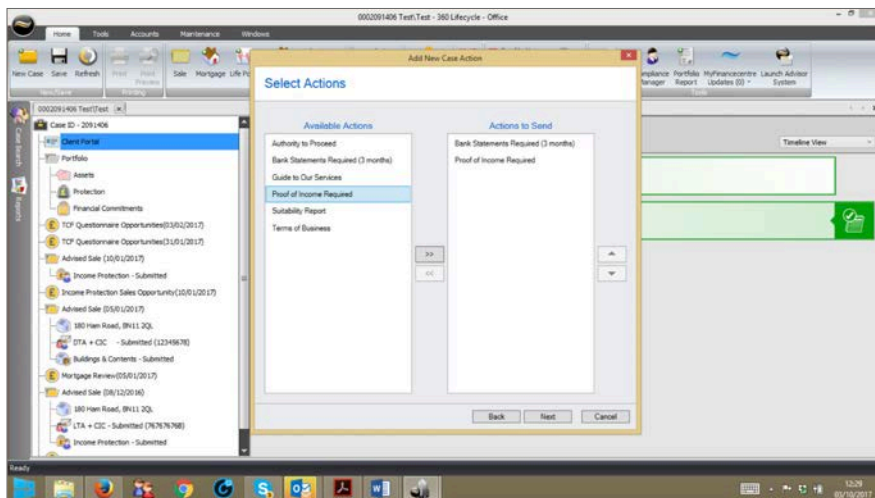 0002091406 Test\Test - 360 Lifecycle - Office
Home Tools Accounts Maintenance Windows
New Case Save Refresh Print Print Preview Sale Mortgage
Portfolio Report MyFinancecentre Updates (0) Launch Advisor System
New/Save Printing Tools
0002091406 Test\Test
Case Search
Reports
Case ID - 2091406
Client Portal
Portfolio
Assets
Protection
Financial Commitments
TCF Questionnaire Opportunities(03/02/2017)
TCF Questionnaire Opportunities(31/01/2017)
Advised Sale (10/01/2017)
Income Protection - Submitted
Income Protection Sales Opportunity(10/01/2017)
Advised Sale (05/01/2017)
180 Ham Road, BN11 2QL
DTA + CIC - Submitted (12345678)
Buildings & Contents - Submitted
Mortgage Review(05/01/2017)
Advised Sale (08/12/2016)
180 Ham Road, BN11 2QL
LTA + CIC - Submitted (767676768)
Income Protection - Submitted
Add New Case Action
Select Actions
Available Actions
Authority to Proceed
Bank Statements Required (3 months)
Guide to Our Services
Proof of Income Required
Suitability Report
Terms of Business
>>
<<
Actions to Send
Bank Statements Required (3 months)
Proof of Income Required
Back Next Cancel
Timeline View
Ready
12:29
03/10/2017